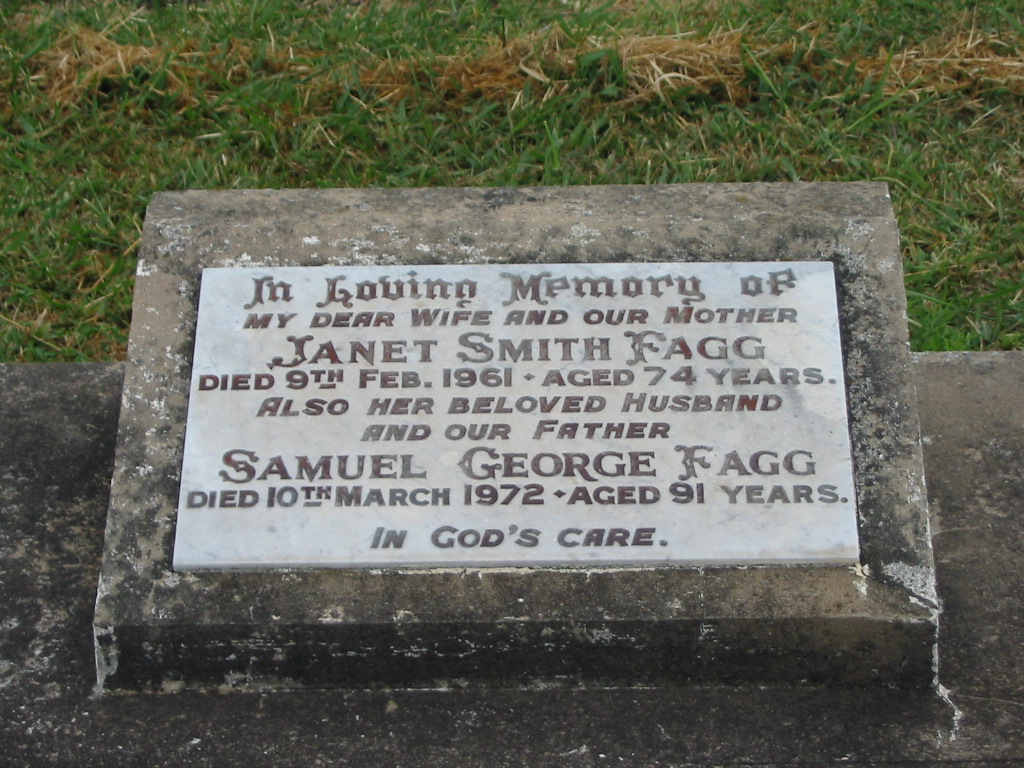 In Loving Memory of
MY DEAR WIFE AND OUR MOTHER
JANET SMITH FAGG
DIED 9TH FEB. 1961 · AGED 74 YEARS.
ALSO HER BELOVED HUSBAND
AND OUR FATHER
SAMUEL GEORGE FAGG
DIED 10TH MARCH 1972 · AGED 91 YEARS.
IN GOD'S CARE.